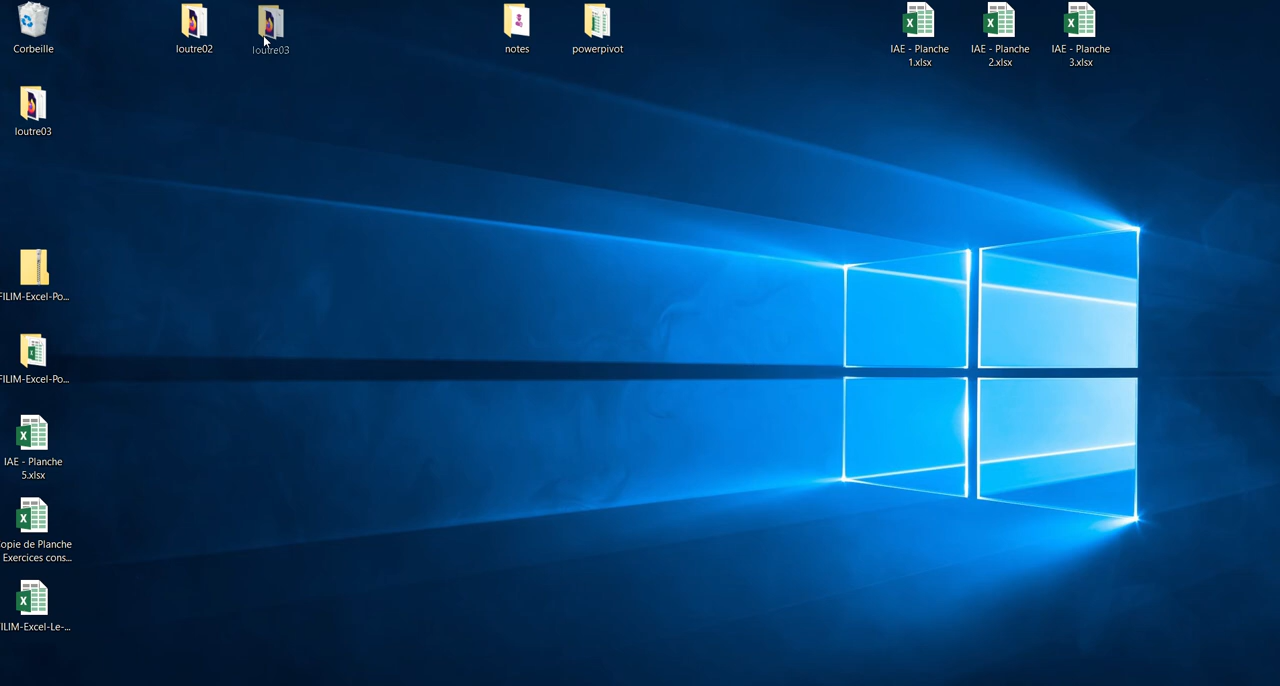 Corbeille
loutre02
loutre03
notes
powerpivot
IAE - Planche
1.xlsx
IAE - Planche
2.xlsx
IAE - Planche
3.xlsx
loutre03
FILIM-Excel-Po...
FILIM-Excel-Po...
IAE - Planche
5.xlsx
opie de Planche
Exercices cons...
ILIM-Excel-Le-...